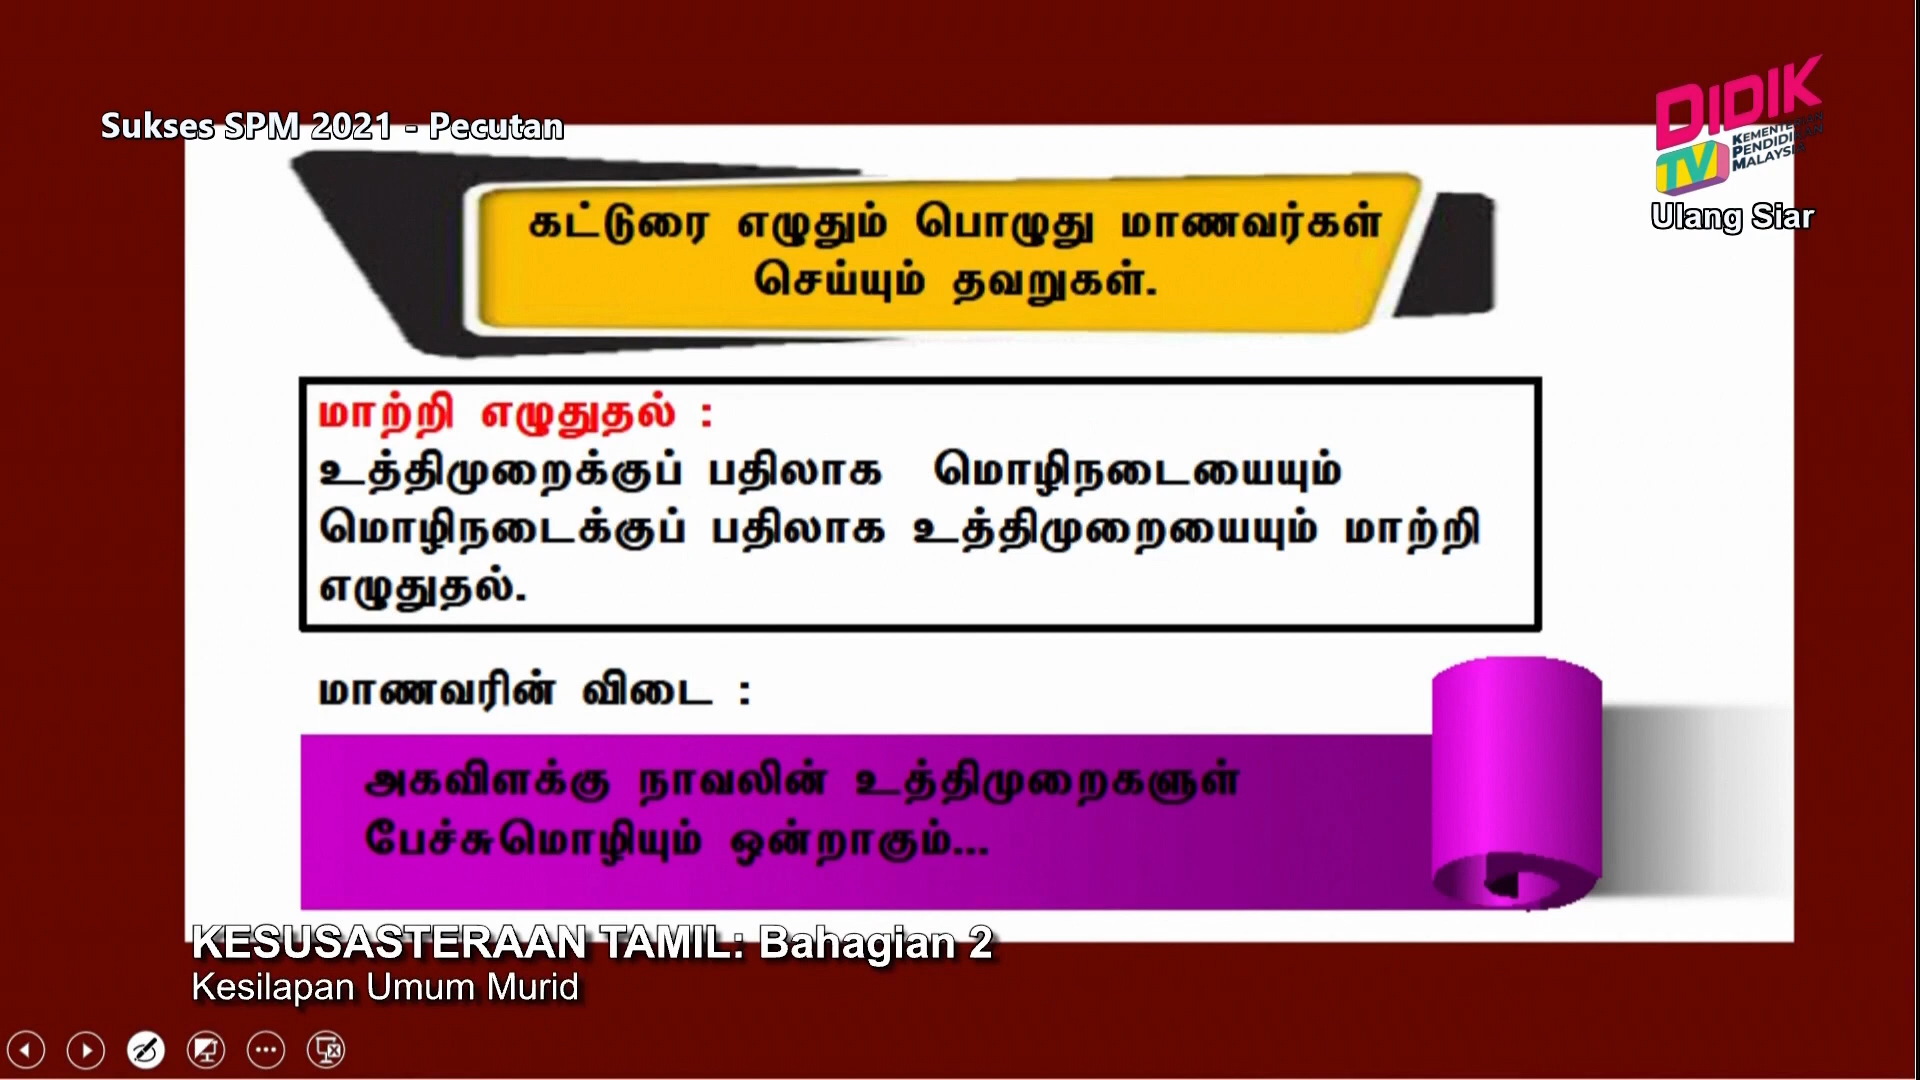 Sukses SPM 2021 - Pecutan
DIDIK
TV
KEMENTERIAN
PENDIDIKAN
MALAYSIA
Ulang Siar
கட்டுரை எழுதும் பொழுது மாணவர்கள்
செய்யும் தவறுகள்.
மாற்றி எழுதுதல் :
உத்திமுறைக்குப் பதிலாக மொழிநடையையும்
மொழிநடைக்குப் பதிலாக உத்திமுறையையும் மாற்றி
எழுதுதல்.
மாணவரின் விடை :
அகவிளக்கு நாவலின் உத்திமுறைகளுள்
பேச்சுமொழியும் ஒன்றாகும்...
KESUSASTERAAN TAMIL: Bahagian 2
Kesilapan Umum Murid